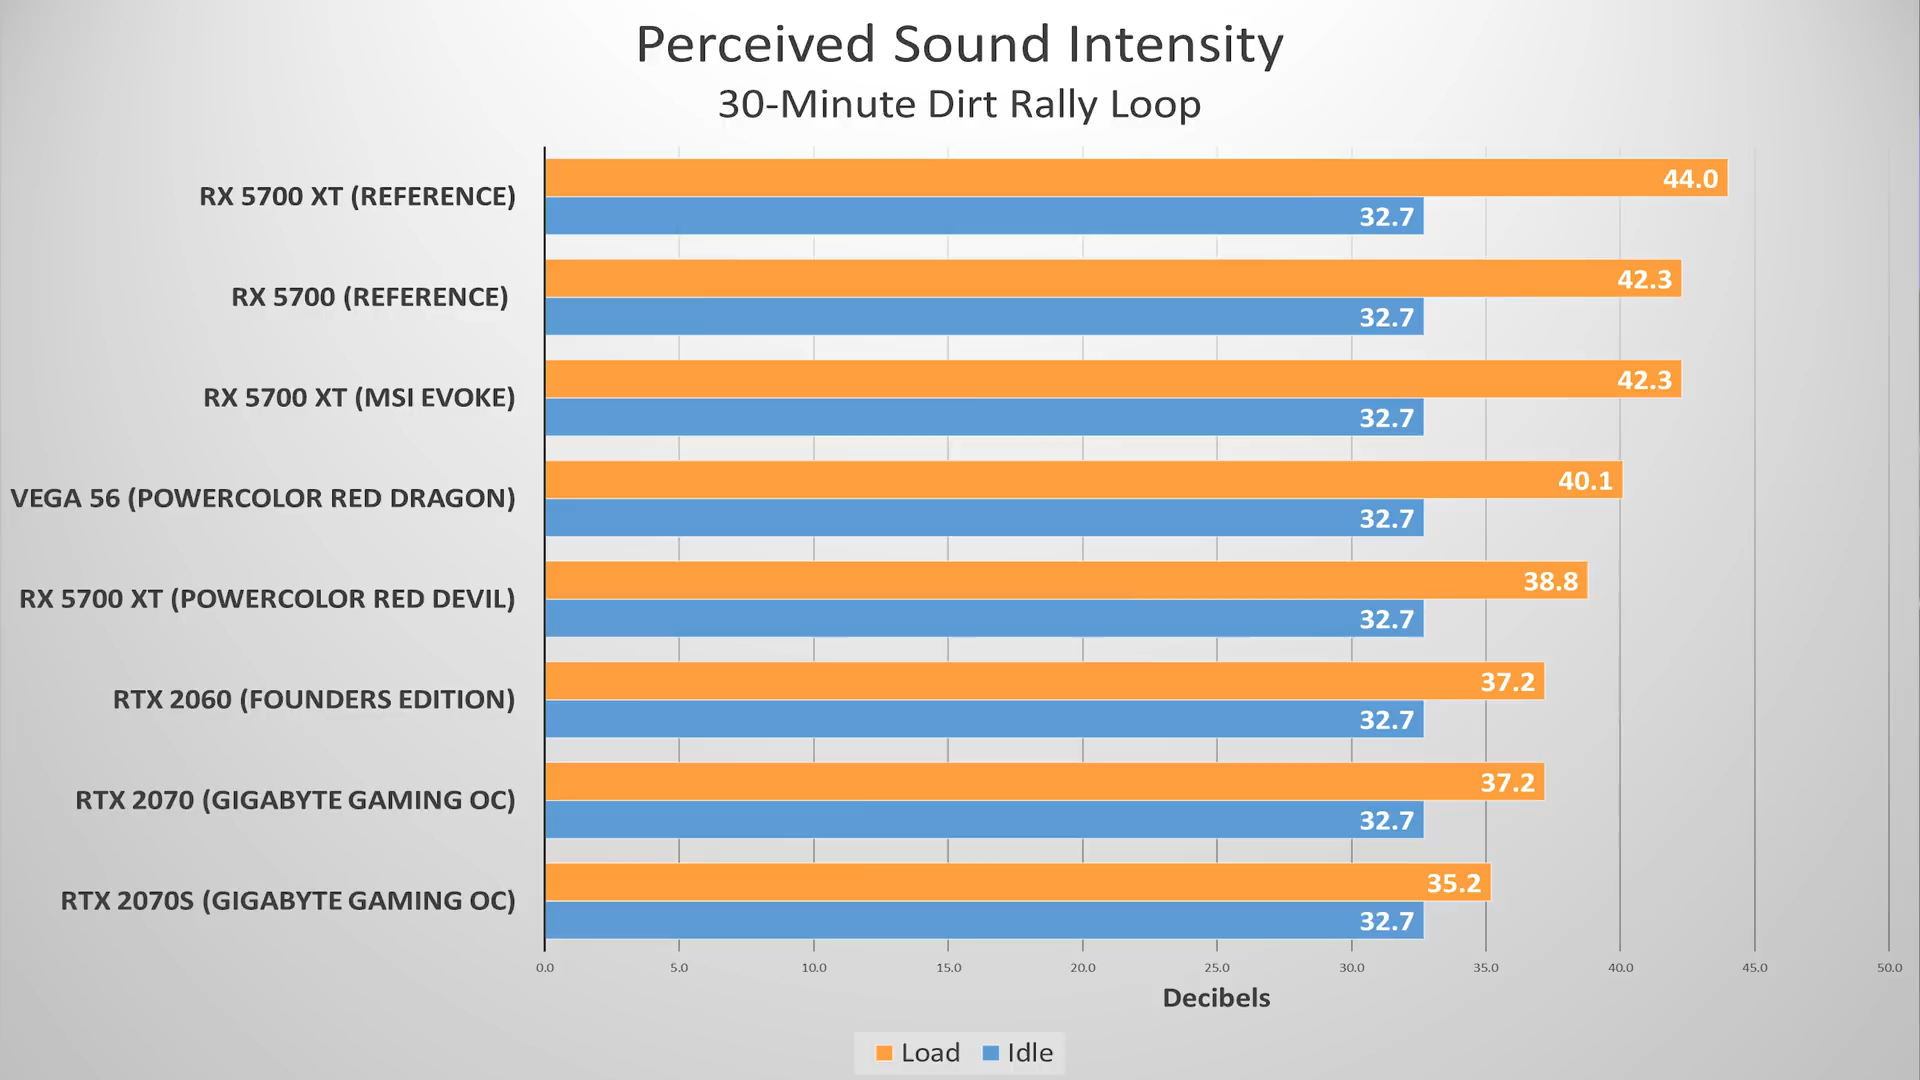 Perceived Sound Intensity
30-Minute Dirt Rally Loop
RX 5700 XT (REFERENCE)
44.0
32.7
RX 5700 (REFERENCE)
42.3
32.7
RX 5700 XT (MSI EVOKE)
42.3
32.7
VEGA 56 (POWERCOLOR RED DRAGON)
40.1
32.7
RX 5700 XT (POWERCOLOR RED DEVIL)
38.8
32.7
RTX 2060 (FOUNDERS EDITION)
37.2
32.7
RTX 2070 (GIGABYTE GAMING OC)
37.2
32.7
RTX 2070S (GIGABYTE GAMING OC)
35.2
32.7
0.0 5.0 10.0 15.0 20.0 25.0 30.0 35.0 40.0 45.0 50.0
Decibels
Load Idle